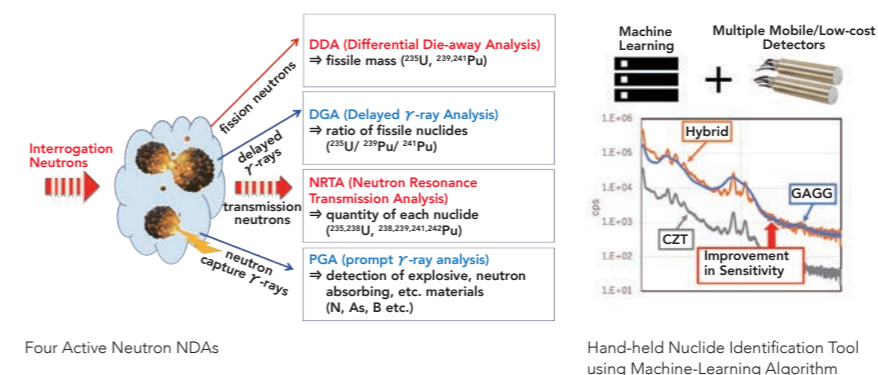 Interrogation
Neutrons
fission neutrons
delayed
γ-rays
transmission
neutrons
neutron
capture γ-rays
DDA (Differential Die-away Analysis)
⇒ fissile mass (²³⁵U, ²³⁹,²⁴¹Pu)
DGA (Delayed γ-ray Analysis)
⇒ ratio of fissile nuclides
(²³⁵U/ ²³⁹Pu/ ²⁴¹Pu)
NRTA (Neutron Resonance
Transmission Analysis)
⇒ quantity of each nuclide
(²³⁵,²³⁸U, ²³⁸,²³⁹,²⁴¹,²⁴²Pu)
PGA (prompt γ-ray analysis)
⇒ detection of explosive, neutron
absorbing, etc. materials
(N, As, B etc.)
Four Active Neutron NDAs
Machine
Learning
+
Multiple Mobile/Low-cost
Detectors
1.E+06
1.E+05
1.E+04
1.E+03
1.E+02
1.E+01
cps
Hybrid
GAGG
CZT
Improvement
in Sensitivity
Hand-held Nuclide Identification Tool
using Machine-Learning Algorithm